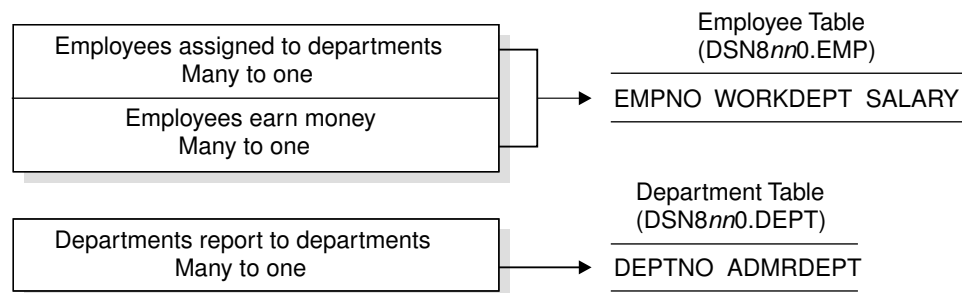 Employees assigned to departments
Many to one
Employees earn money
Many to one
Employee Table
(DSN8nn0.EMP)
EMPNO WORKDEPT SALARY
Departments report to departments
Many to one
Department Table
(DSN8nn0.DEPT)
DEPTNO ADMRDEPT